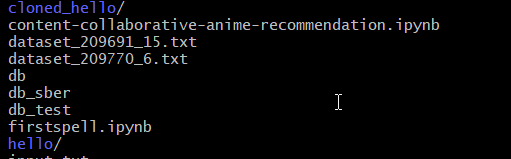 cloned_hello/
content-collaborative-anime-recommendation.ipynb
dataset_209691_15.txt
dataset_209770_6.txt
db
db_sber
db_test
firstspell.ipynb
hello/